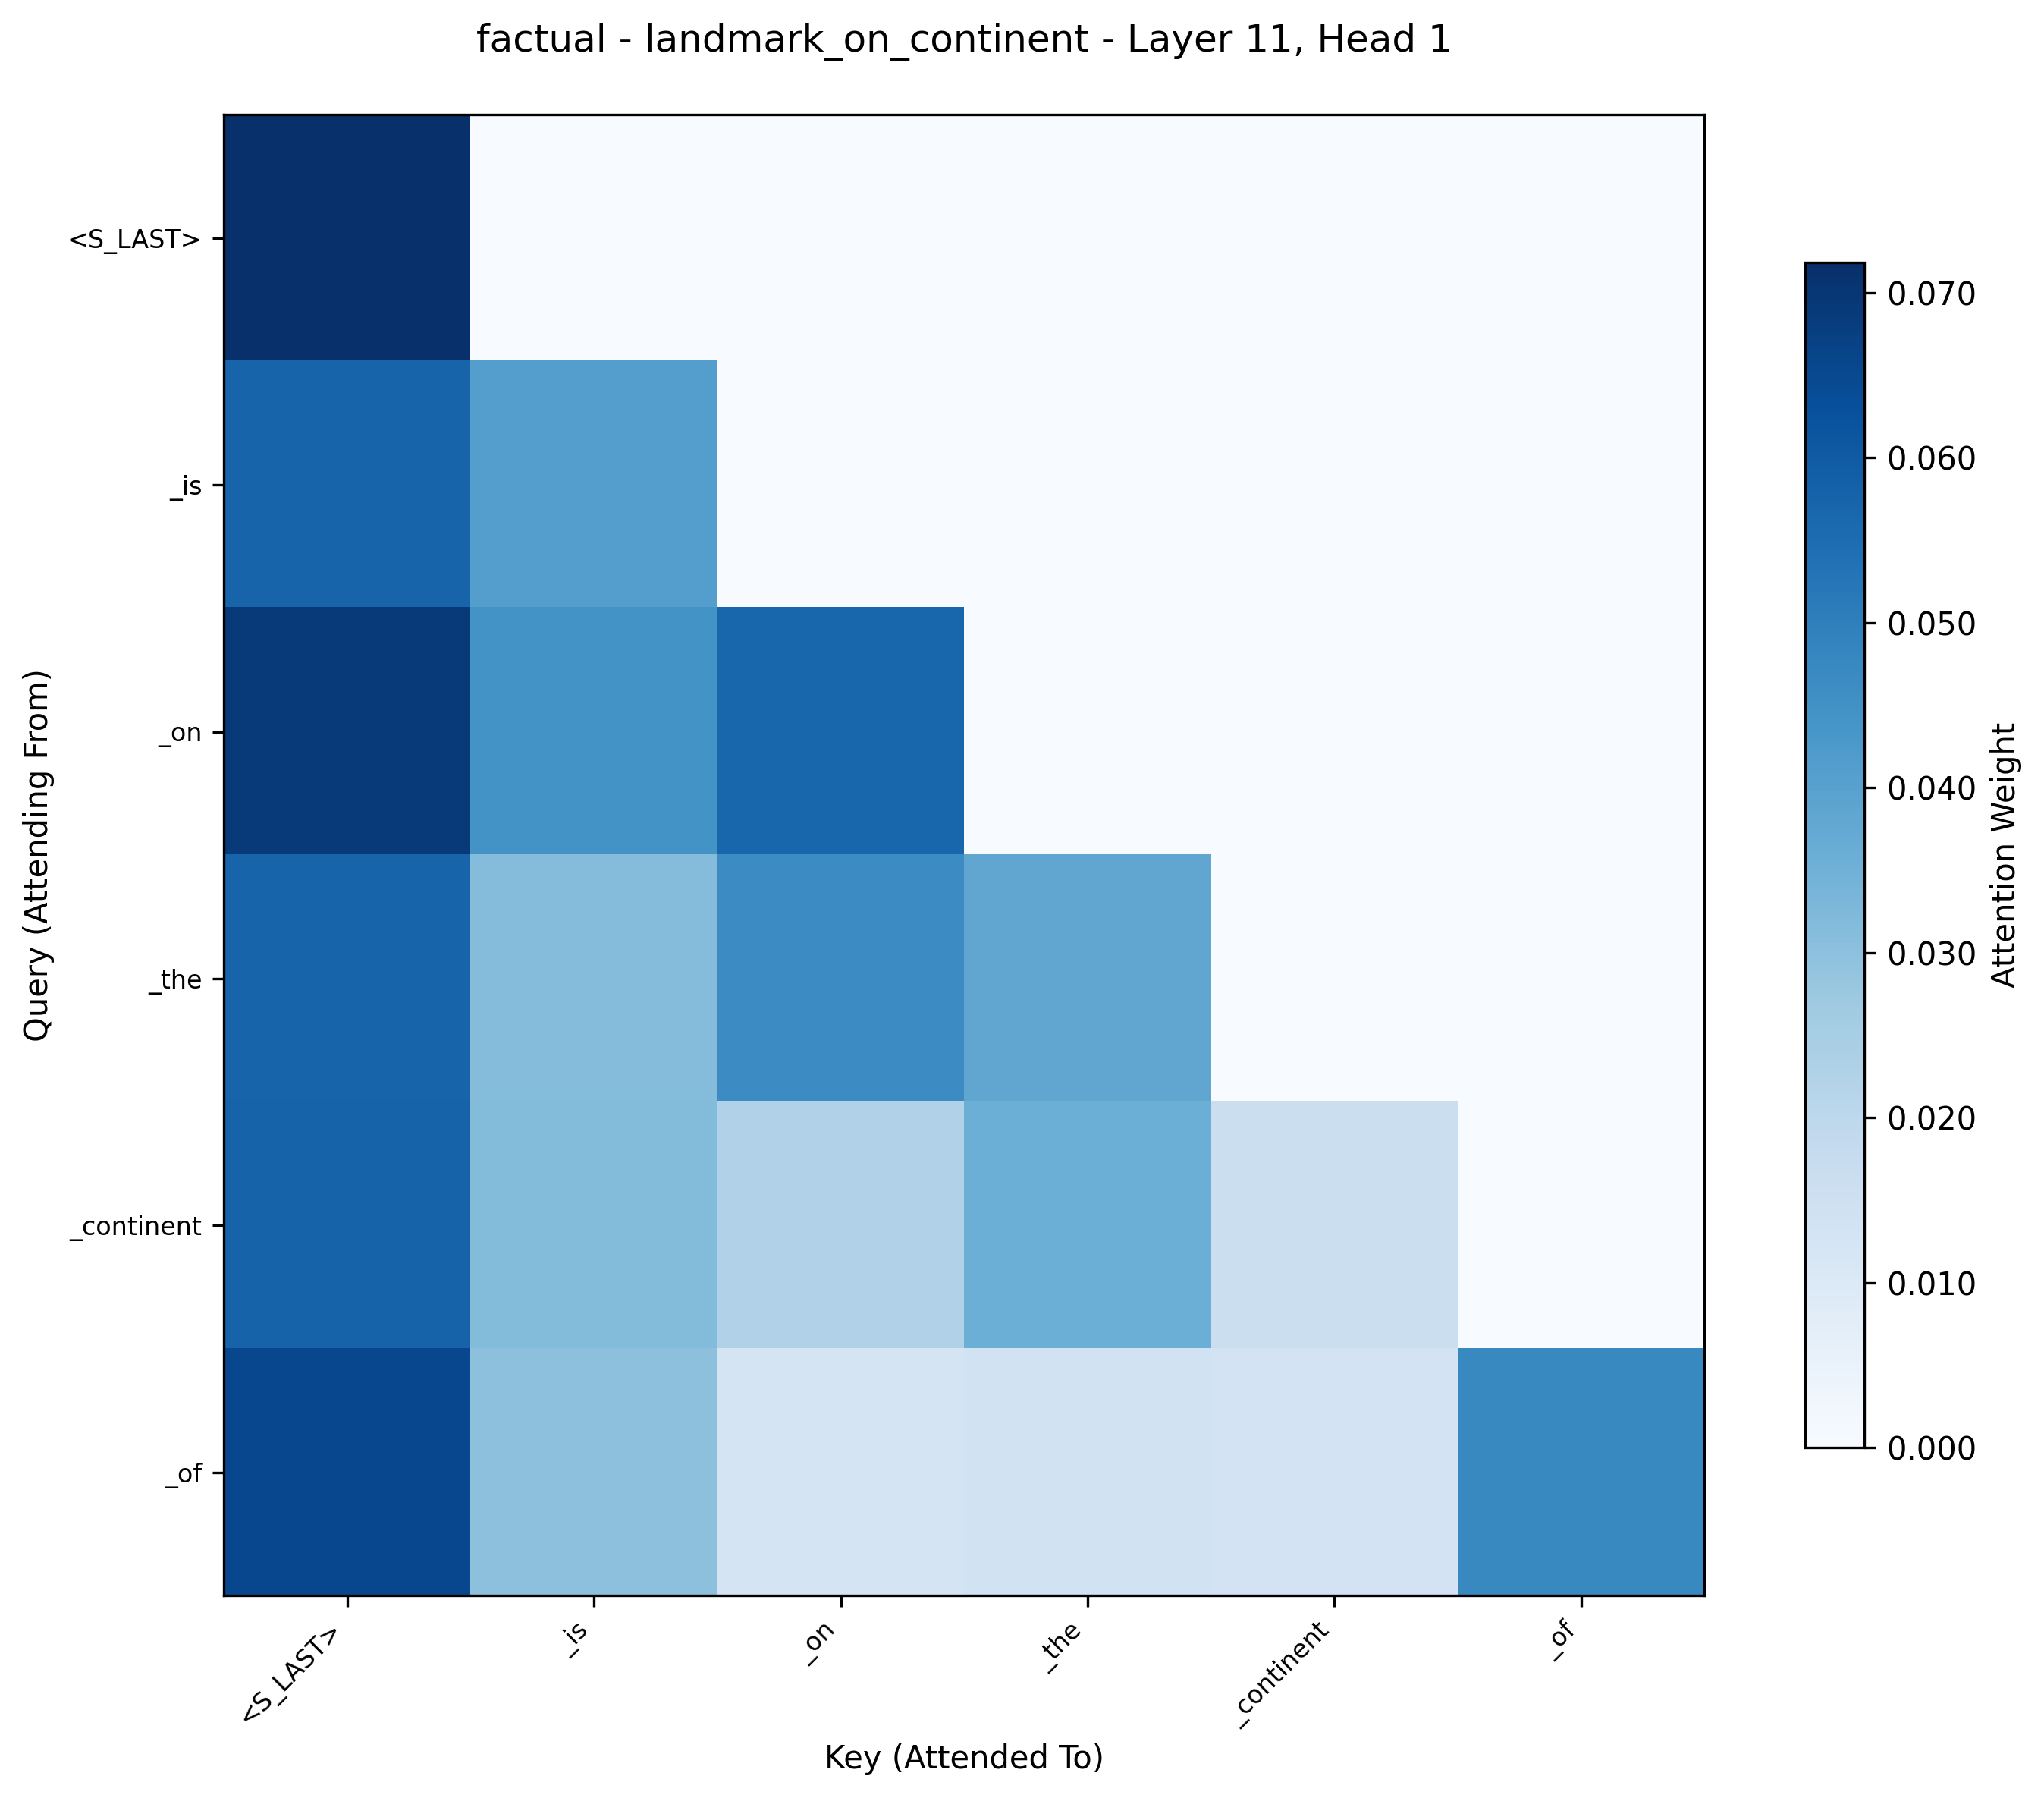 factual - landmark_on_continent - Layer 11, Head 1
Query (Attending From)
<S_LAST>
_is
_on
_the
_continent
_of
<S_LAST>
_is
_on
_the
_continent
_of
Key (Attended To)
0.070
0.060
0.050
0.040
0.030
0.020
0.010
0.000
Attention Weight